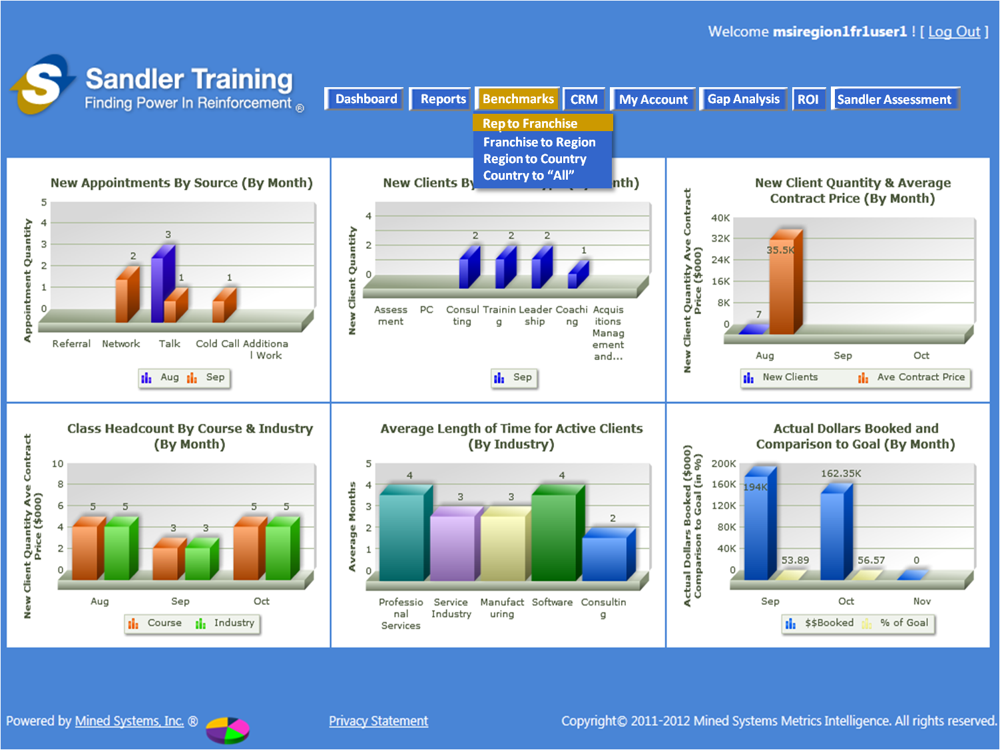 Welcome msiregion1fr1user1 ! [ Log Out ]
Sandler Training
Finding Power In Reinforcement ®
Dashboard
Reports
Benchmarks
CRM
My Account
Gap Analysis
ROI
Sandler Assessment
Rep to Franchise
Franchise to Region
Region to Country
Country to “All”
New Appointments By Source (By Month)
Appointment Quantity
5
4
3
2
1
0
2
3
1
1
Referral
Network
Talk
Cold Call
Additiona
l Work
Aug
Sep
New Clients By
New Client Quantity
4
2
0
2
2
2
1
Assess
ment
PC
Consul
ting
Trainin
g
Leader
ship
Coachi
ng
Acquis
itions
Manag
ement
and...
Sep
New Client Quantity & Average
Contract Price (By Month)
New Client Quantity Ave Contract
Price ($000)
40K
32K
24K
16K
8K
0
7
35.5K
Aug
Sep
Oct
New Clients
Ave Contract Price
Class Headcount By Course & Industry
(By Month)
New Client Quantity Ave Contract
Price ($000)
10
8
6
4
2
0
5
5
3
3
5
5
Aug
Sep
Oct
Course
Industry
Average Length of Time for Active Clients
(By Industry)
Average Months
5
4
3
2
1
0
4
3
3
4
2
Professio
nal
Services
Service
Industry
Manufact
uring
Software
Consultin
g
Actual Dollars Booked and
Comparison to Goal (By Month)
Actual Dollars Booked ($000)
Comparison to Goal (in %)
200K
160K
120K
80K
40K
0
194K
53.89
162.35K
56.57
0
Sep
Oct
Nov
$$Booked
% of Goal
Powered by Mined Systems, Inc. ®
Privacy Statement
Copyright© 2011-2012 Mined Systems Metrics Intelligence. All rights reserved.